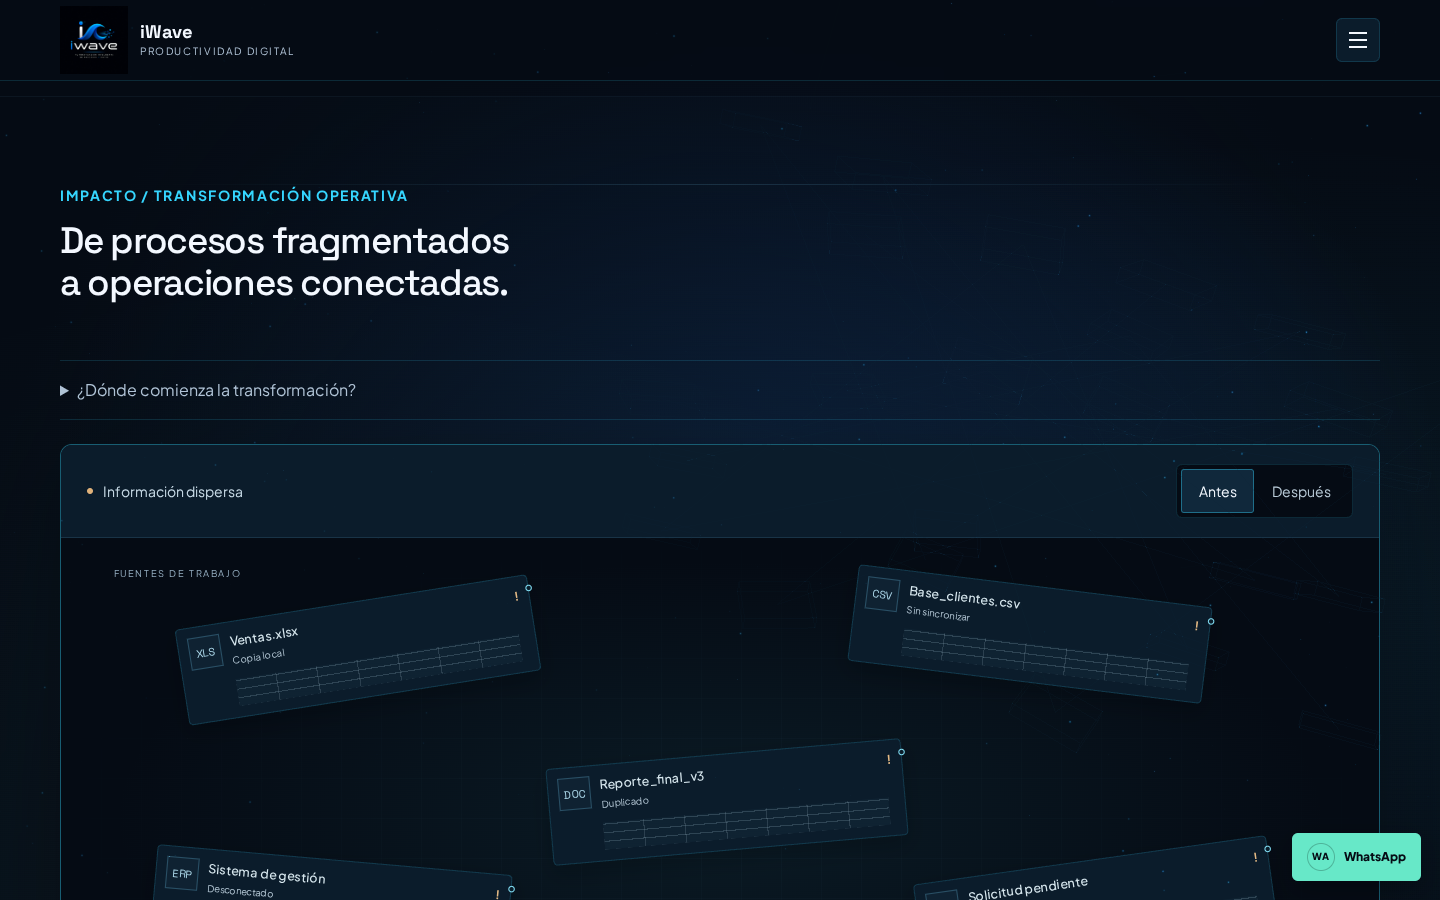 iwave
iWave
PRODUCTIVIDAD DIGITAL
IMPACTO / TRANSFORMACIÓN OPERATIVA
De procesos fragmentados
a operaciones conectadas.
¿Dónde comienza la transformación?
Información dispersa
Antes
Después
FUENTES DE TRABAJO
XLS
Ventas.xlsx
Copia local
!
CSV
Base_clientes.csv
Sin sincronizar
!
DOC
Reporte_final_v3
Duplicado
!
ERP
Sistema de gestión
Desconectado
!
Solicitud pendiente
!
WA
WhatsApp